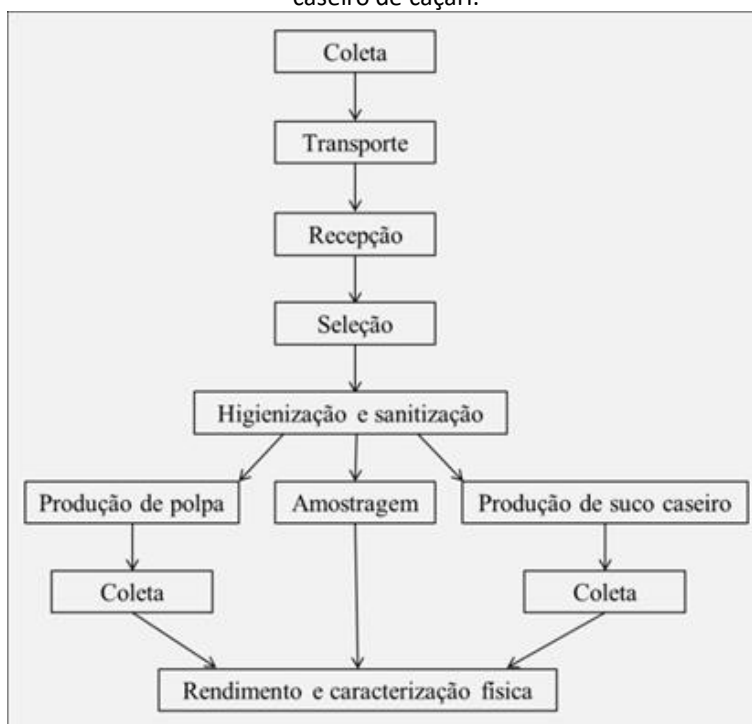 caseiro de caçari.
Coleta
Transporte
Recepção
Seleção
Higienização e sanitização
Produção de polpa
Amostragem
Produção de suco caseiro
Coleta
Coleta
Rendimento e caracterização física